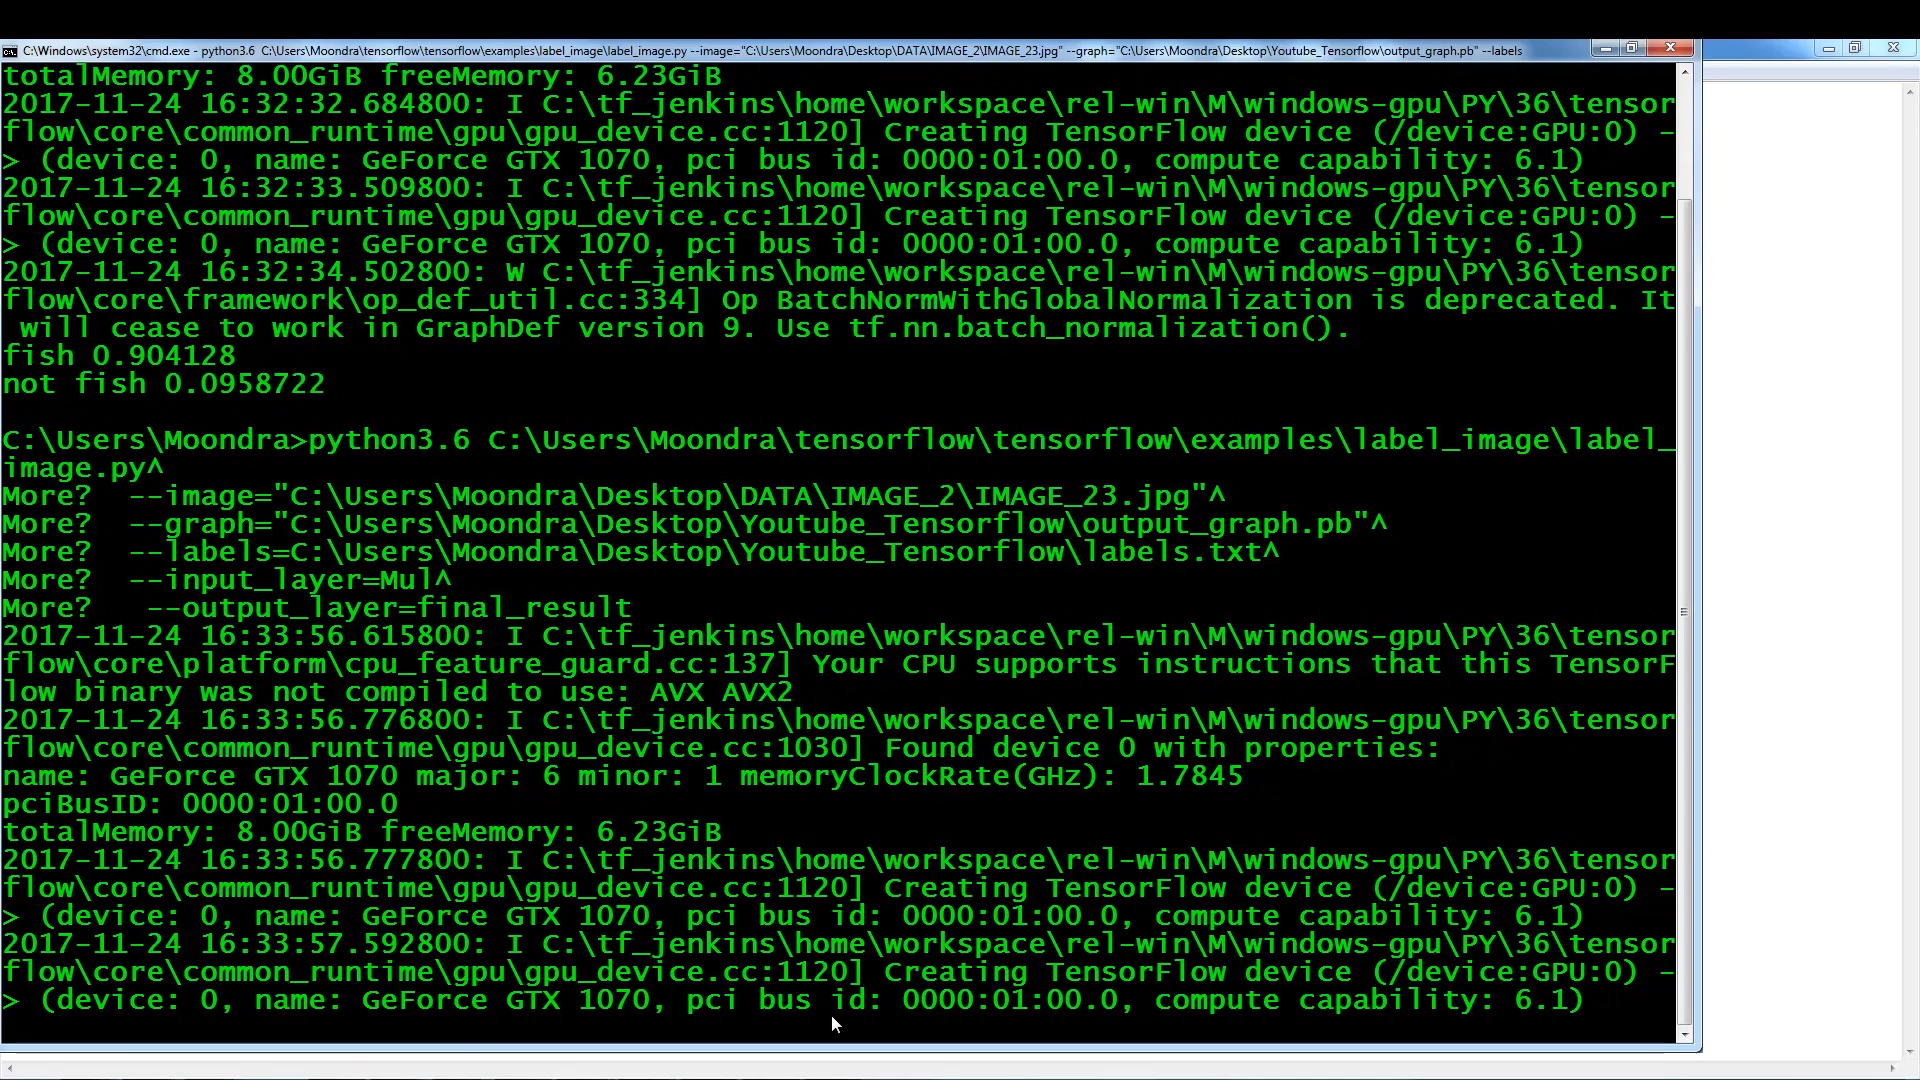 C:\Windows\system32\cmd.exe - python3.6  C:\Users\Moondra\tensorflow\tensorflow\examples\label_image\label_image.py --image="C:\Users\Moondra\Desktop\DATA\IMAGE_2\IMAGE_23.jpg" --graph="C:\Users\Moondra\Desktop\Youtube_Tensorflow\output_graph.pb" --labels
totalMemory: 8.00GiB freeMemory: 6.23GiB
2017-11-24 16:32:32.684800: I C:\tf_jenkins\home\workspace\rel-win\M\windows-gpu\PY\36\tensor
flow\core\common_runtime\gpu\gpu_device.cc:1120] Creating TensorFlow device (/device:GPU:0) -
> (device: 0, name: GeForce GTX 1070, pci bus id: 0000:01:00.0, compute capability: 6.1)
2017-11-24 16:32:33.509800: I C:\tf_jenkins\home\workspace\rel-win\M\windows-gpu\PY\36\tensor
flow\core\common_runtime\gpu\gpu_device.cc:1120] Creating TensorFlow device (/device:GPU:0) -
> (device: 0, name: GeForce GTX 1070, pci bus id: 0000:01:00.0, compute capability: 6.1)
2017-11-24 16:32:34.502800: W C:\tf_jenkins\home\workspace\rel-win\M\windows-gpu\PY\36\tensor
flow\core\framework\op_def_util.cc:334] Op BatchNormWithGlobalNormalization is deprecated. It
 will cease to work in GraphDef version 9. Use tf.nn.batch_normalization().
fish 0.904128
not fish 0.0958722
C:\Users\Moondra>python3.6 C:\Users\Moondra\tensorflow\tensorflow\examples\label_image\label_
image.py^
More?  --image="C:\Users\Moondra\Desktop\DATA\IMAGE_2\IMAGE_23.jpg"^
More?  --graph="C:\Users\Moondra\Desktop\Youtube_Tensorflow\output_graph.pb"^
More?  --labels=C:\Users\Moondra\Desktop\Youtube_Tensorflow\labels.txt^
More?  --input_layer=Mul^
More?   --output_layer=final_result
2017-11-24 16:33:56.615800: I C:\tf_jenkins\home\workspace\rel-win\M\windows-gpu\PY\36\tensor
flow\core\platform\cpu_feature_guard.cc:137] Your CPU supports instructions that this TensorF
low binary was not compiled to use: AVX AVX2
2017-11-24 16:33:56.776800: I C:\tf_jenkins\home\workspace\rel-win\M\windows-gpu\PY\36\tensor
flow\core\common_runtime\gpu\gpu_device.cc:1030] Found device 0 with properties:
name: GeForce GTX 1070 major: 6 minor: 1 memoryClockRate(GHz): 1.7845
pciBusID: 0000:01:00.0
totalMemory: 8.00GiB freeMemory: 6.23GiB
2017-11-24 16:33:56.777800: I C:\tf_jenkins\home\workspace\rel-win\M\windows-gpu\PY\36\tensor
flow\core\common_runtime\gpu\gpu_device.cc:1120] Creating TensorFlow device (/device:GPU:0) -
> (device: 0, name: GeForce GTX 1070, pci bus id: 0000:01:00.0, compute capability: 6.1)
2017-11-24 16:33:57.592800: I C:\tf_jenkins\home\workspace\rel-win\M\windows-gpu\PY\36\tensor
flow\core\common_runtime\gpu\gpu_device.cc:1120] Creating TensorFlow device (/device:GPU:0) -
> (device: 0, name: GeForce GTX 1070, pci bus id: 0000:01:00.0, compute capability: 6.1)